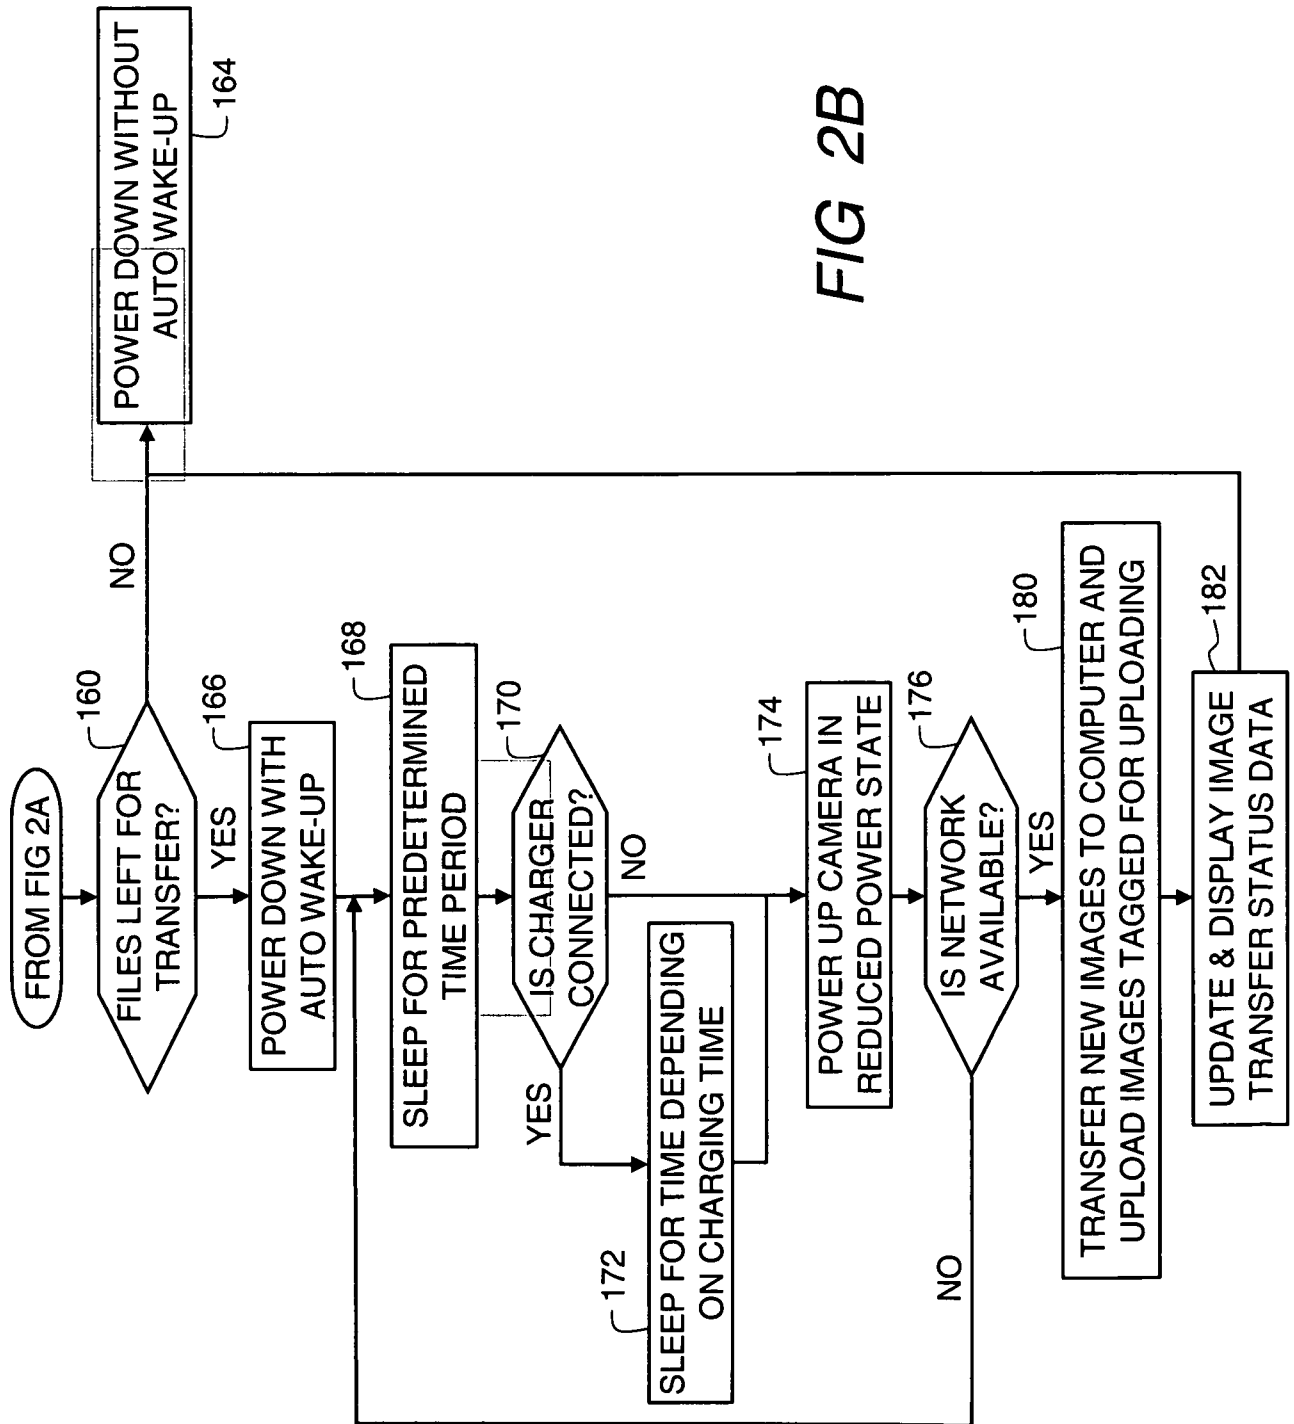 FROM FIG 2A
FILES LEFT FOR
TRANSFER?
160
NO
POWER DOWN WITHOUT
AUTO WAKE-UP
164
YES
166
POWER DOWN WITH
AUTO WAKE-UP
168
SLEEP FOR PREDETERMINED
TIME PERIOD
170
IS CHARGER
CONNECTED?
YES
NO
172
SLEEP FOR TIME DEPENDING
ON CHARGING TIME
174
POWER UP CAMERA IN
REDUCED POWER STATE
176
IS NETWORK
AVAILABLE?
NO
YES
180
TRANSFER NEW IMAGES TO COMPUTER AND
UPLOAD IMAGES TAGGED FOR UPLOADING
182
UPDATE & DISPLAY IMAGE
TRANSFER STATUS DATA
FIG 2B